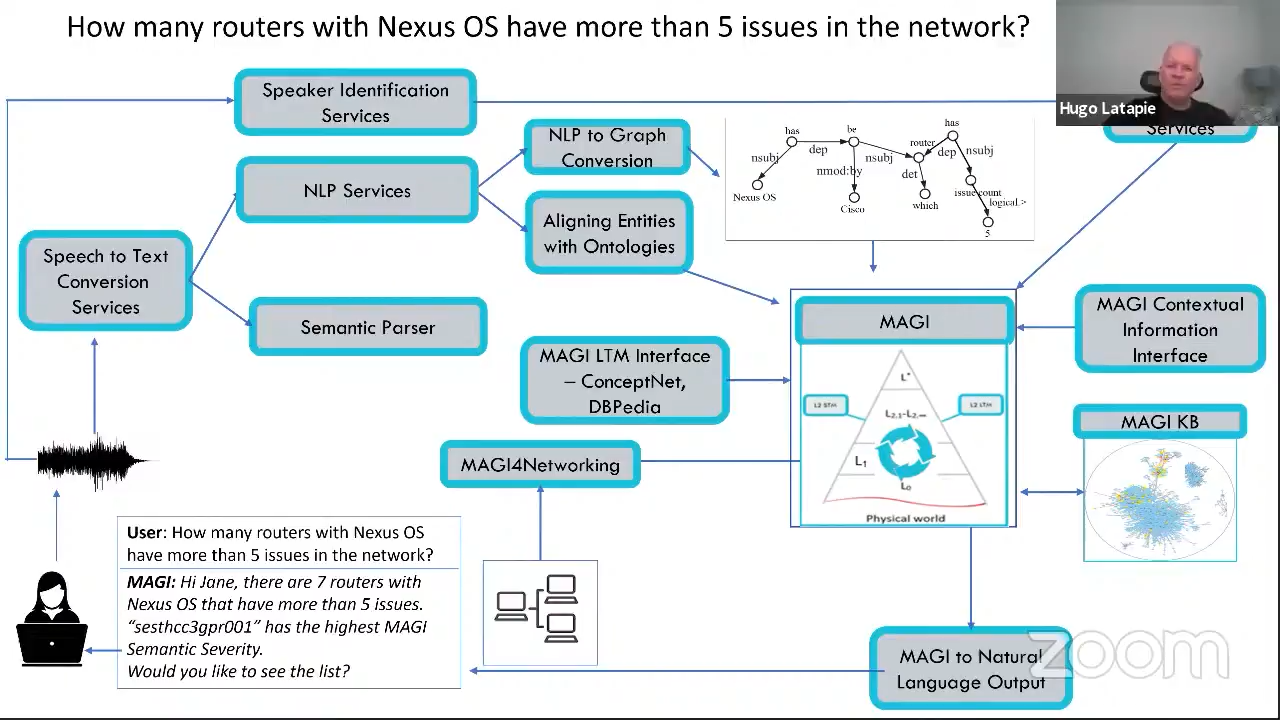 How many routers with Nexus OS have more than 5 issues in the network?
Hugo Latapie
Speaker Identification
Services
Services
NLP to Graph
Conversion
NLP Services
Aligning Entities
with Ontologies
has
be
has
router
dep
dep
nsubj
nsubj
nsubj
nmod:by
det
Nexus OS
Cisco
which
issue count
logical.>
5
Speech to Text
Conversion
Services
Semantic Parser
MAGI
MAGI Contextual
Information
Interface
MAGI LTM Interface
– ConceptNet,
DBPedia
L*
L2 STM
L2 LTM
L2,1-L2,∞
L1
L0
Physical world
MAGI KB
MAGI4Networking
User: How many routers with Nexus OS
have more than 5 issues in the network?
MAGI: Hi Jane, there are 7 routers with
Nexus OS that have more than 5 issues.
“sesthcc3gpr001” has the highest MAGI
Semantic Severity.
Would you like to see the list?
MAGI to Natural
Language Output
zoom